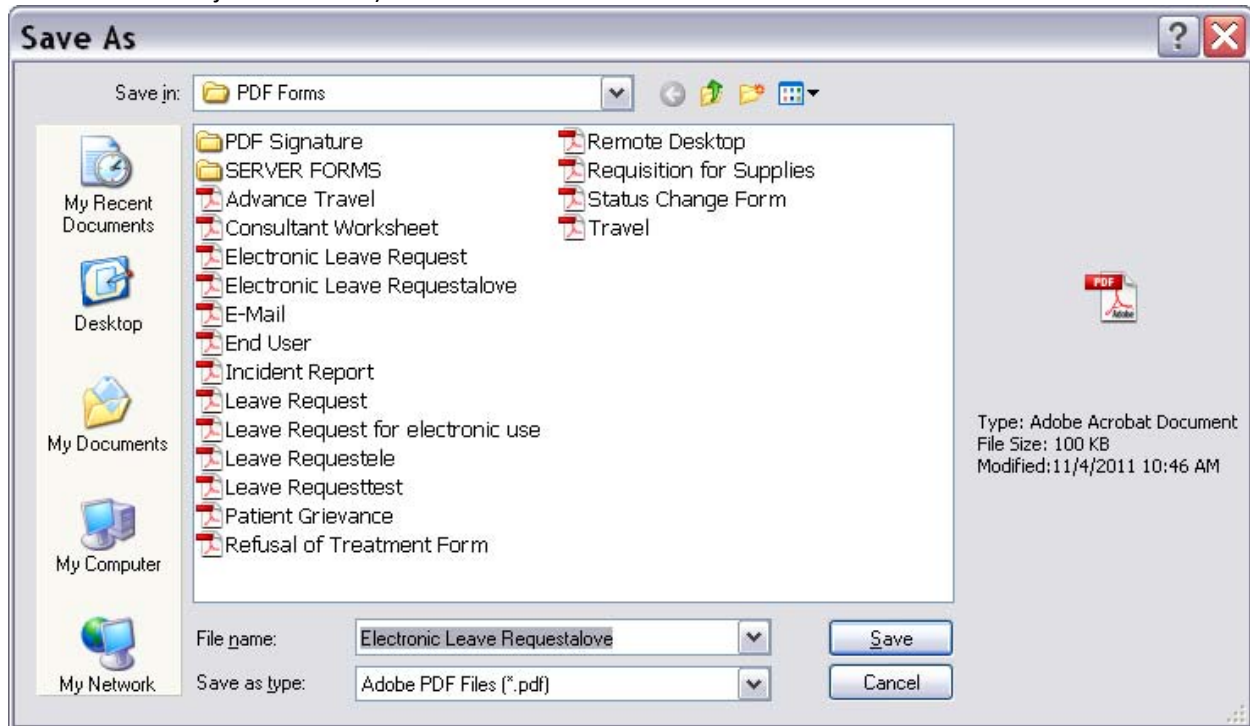 Save As
Save in:
PDF Forms
My Recent
Documents
Desktop
My Documents
My Computer
My Network
PDF Signature
SERVER FORMS
Advance Travel
Consultant Worksheet
Electronic Leave Request
Electronic Leave Requestalove
E-Mail
End User
Incident Report
Leave Request
Leave Request for electronic use
Leave Requestele
Leave Requesttest
Patient Grievance
Refusal of Treatment Form
Remote Desktop
Requisition for Supplies
Status Change Form
Travel
PDF
Adobe
Type: Adobe Acrobat Document
File Size: 100 KB
Modified:11/4/2011 10:46 AM
File name:
Electronic Leave Requestalove
Save
Save as type:
Adobe PDF Files (*.pdf)
Cancel